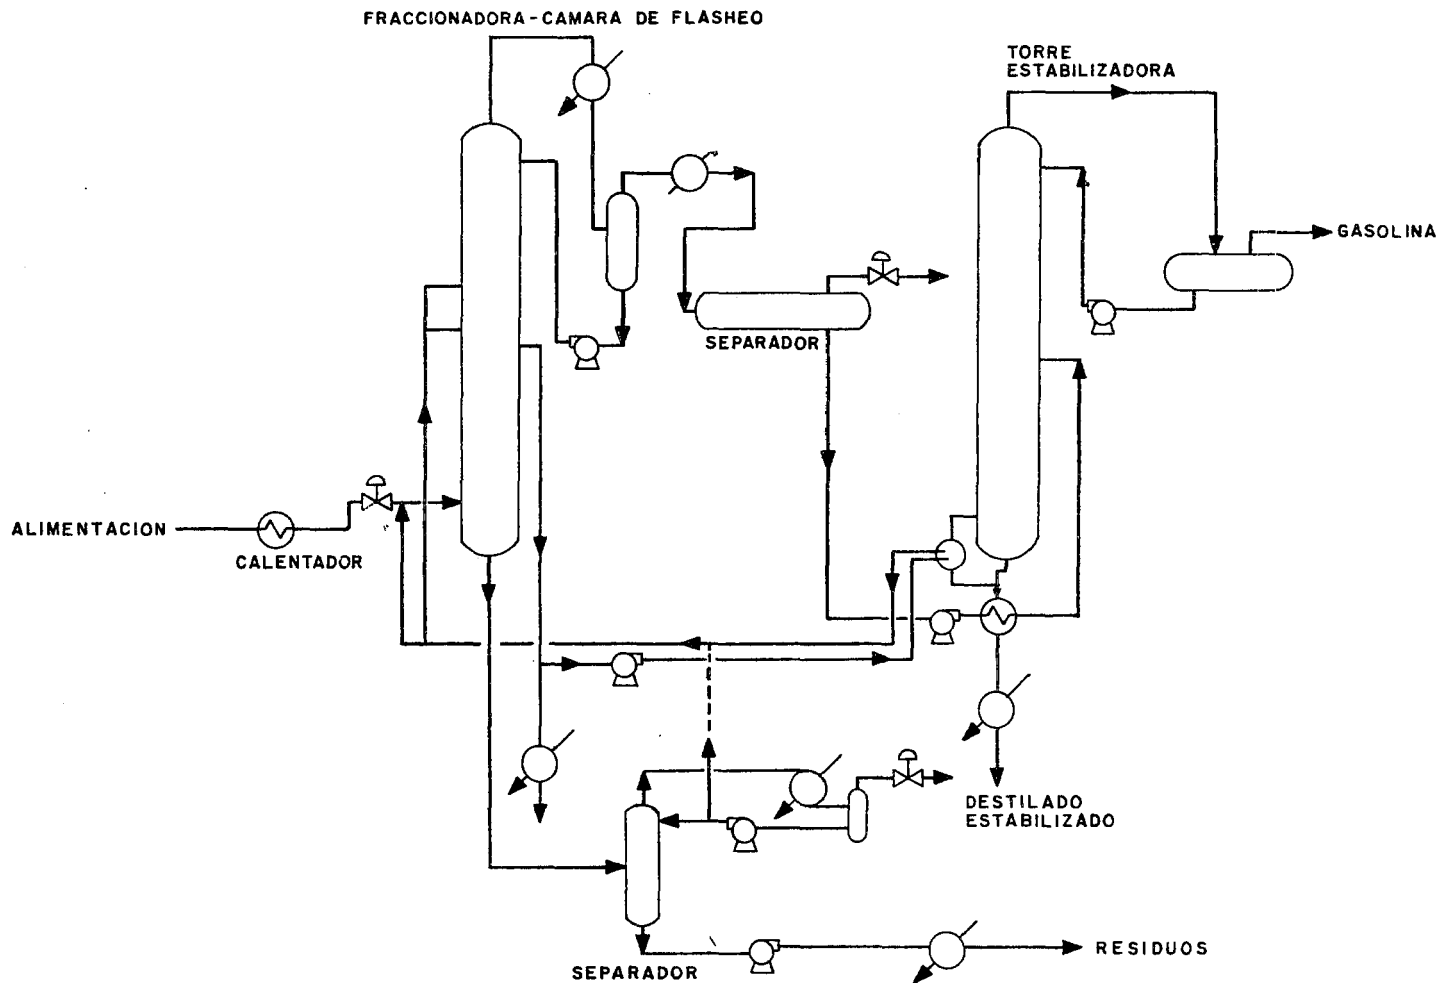 FRACCIONADORA-CAMARA DE FLASHEO
TORRE
ESTABILIZADORA
GASOLINA
SEPARADOR
ALIMENTACION
CALENTADOR
DESTILADO
ESTABILIZADO
RESIDUOS
SEPARADOR